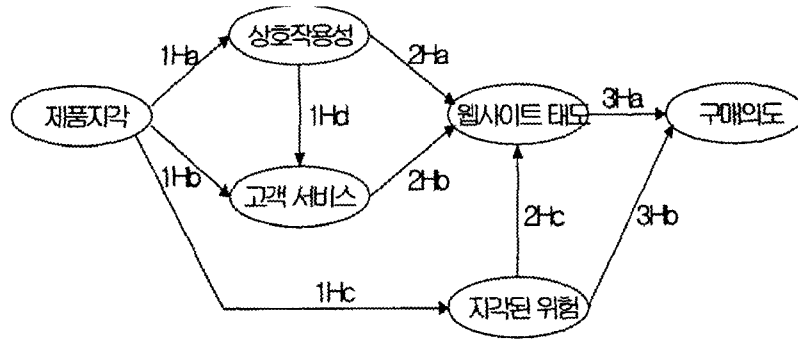 상호작용성
1Ha
2Ha
제품지각
1Hd
웹사이트 태도
3Ha
구매의도
1Hb
고객 서비스
2Hb
2Hc
3Hb
1Hc
지각된 위험